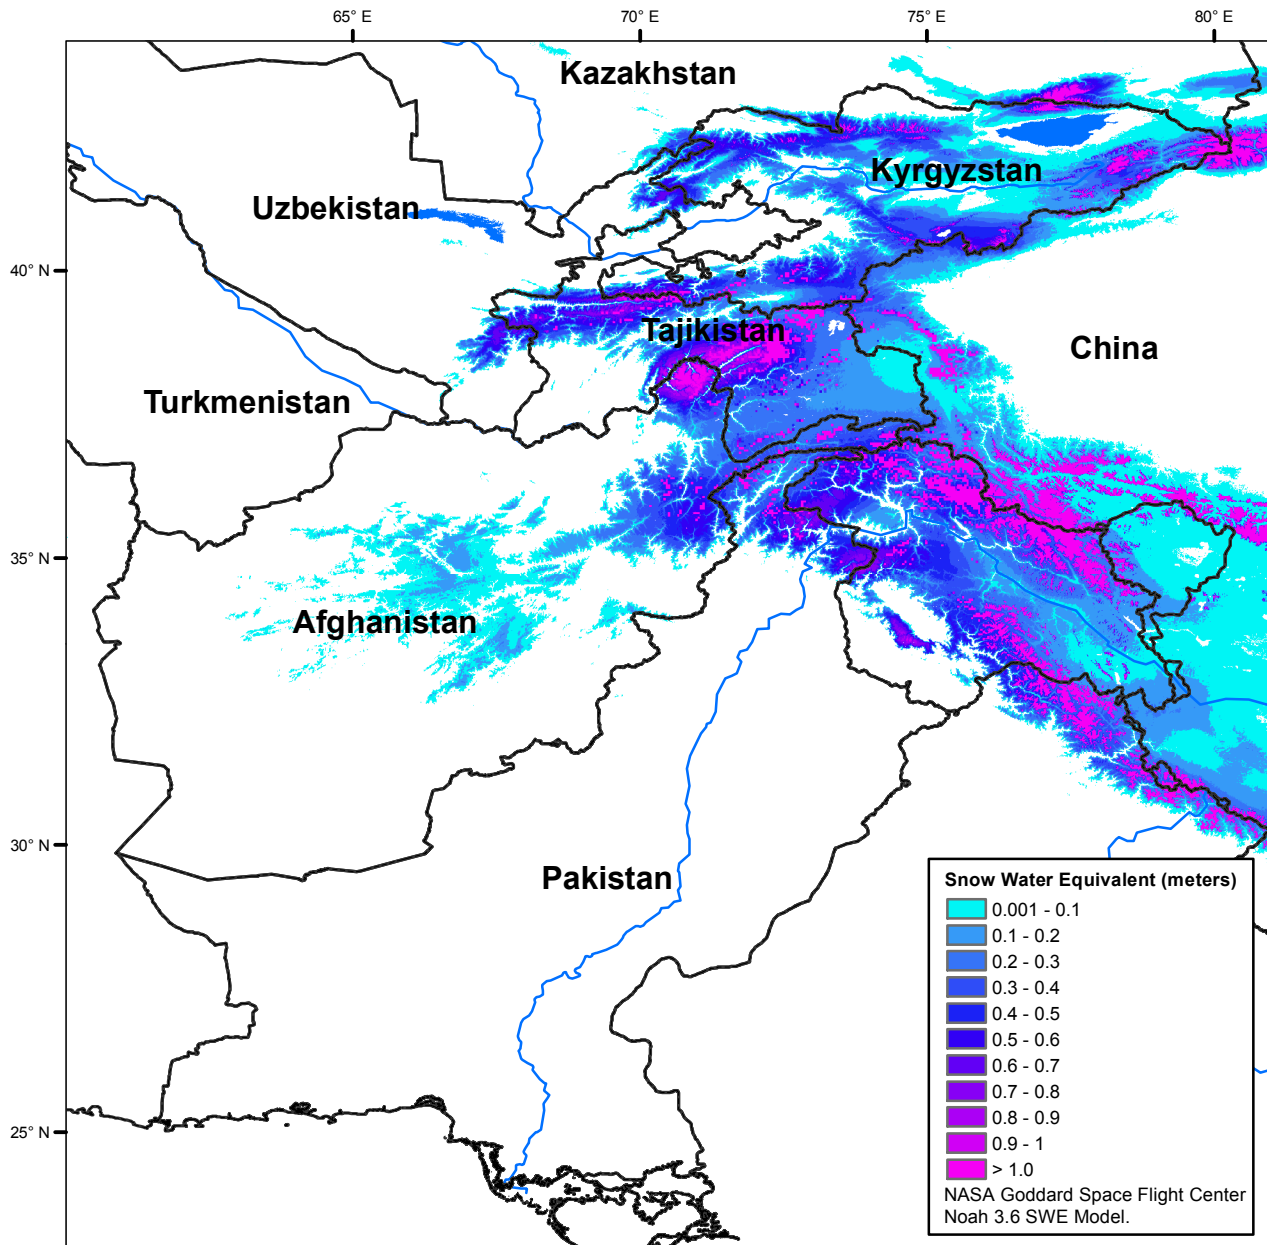 65° E
70° E
75° E
80° E
Kazakhstan
Kyrgyzstan
Uzbekistan
40° N
Tajikistan
China
Turkmenistan
35° N
Afghanistan
30° N
Pakistan
25° N
Snow Water Equivalent (meters)
0.001 - 0.1
0.1 - 0.2
0.2 - 0.3
0.3 - 0.4
0.4 - 0.5
0.5 - 0.6
0.6 - 0.7
0.7 - 0.8
0.8 - 0.9
0.9 - 1
> 1.0
NASA Goddard Space Flight Center
Noah 3.6 SWE Model.